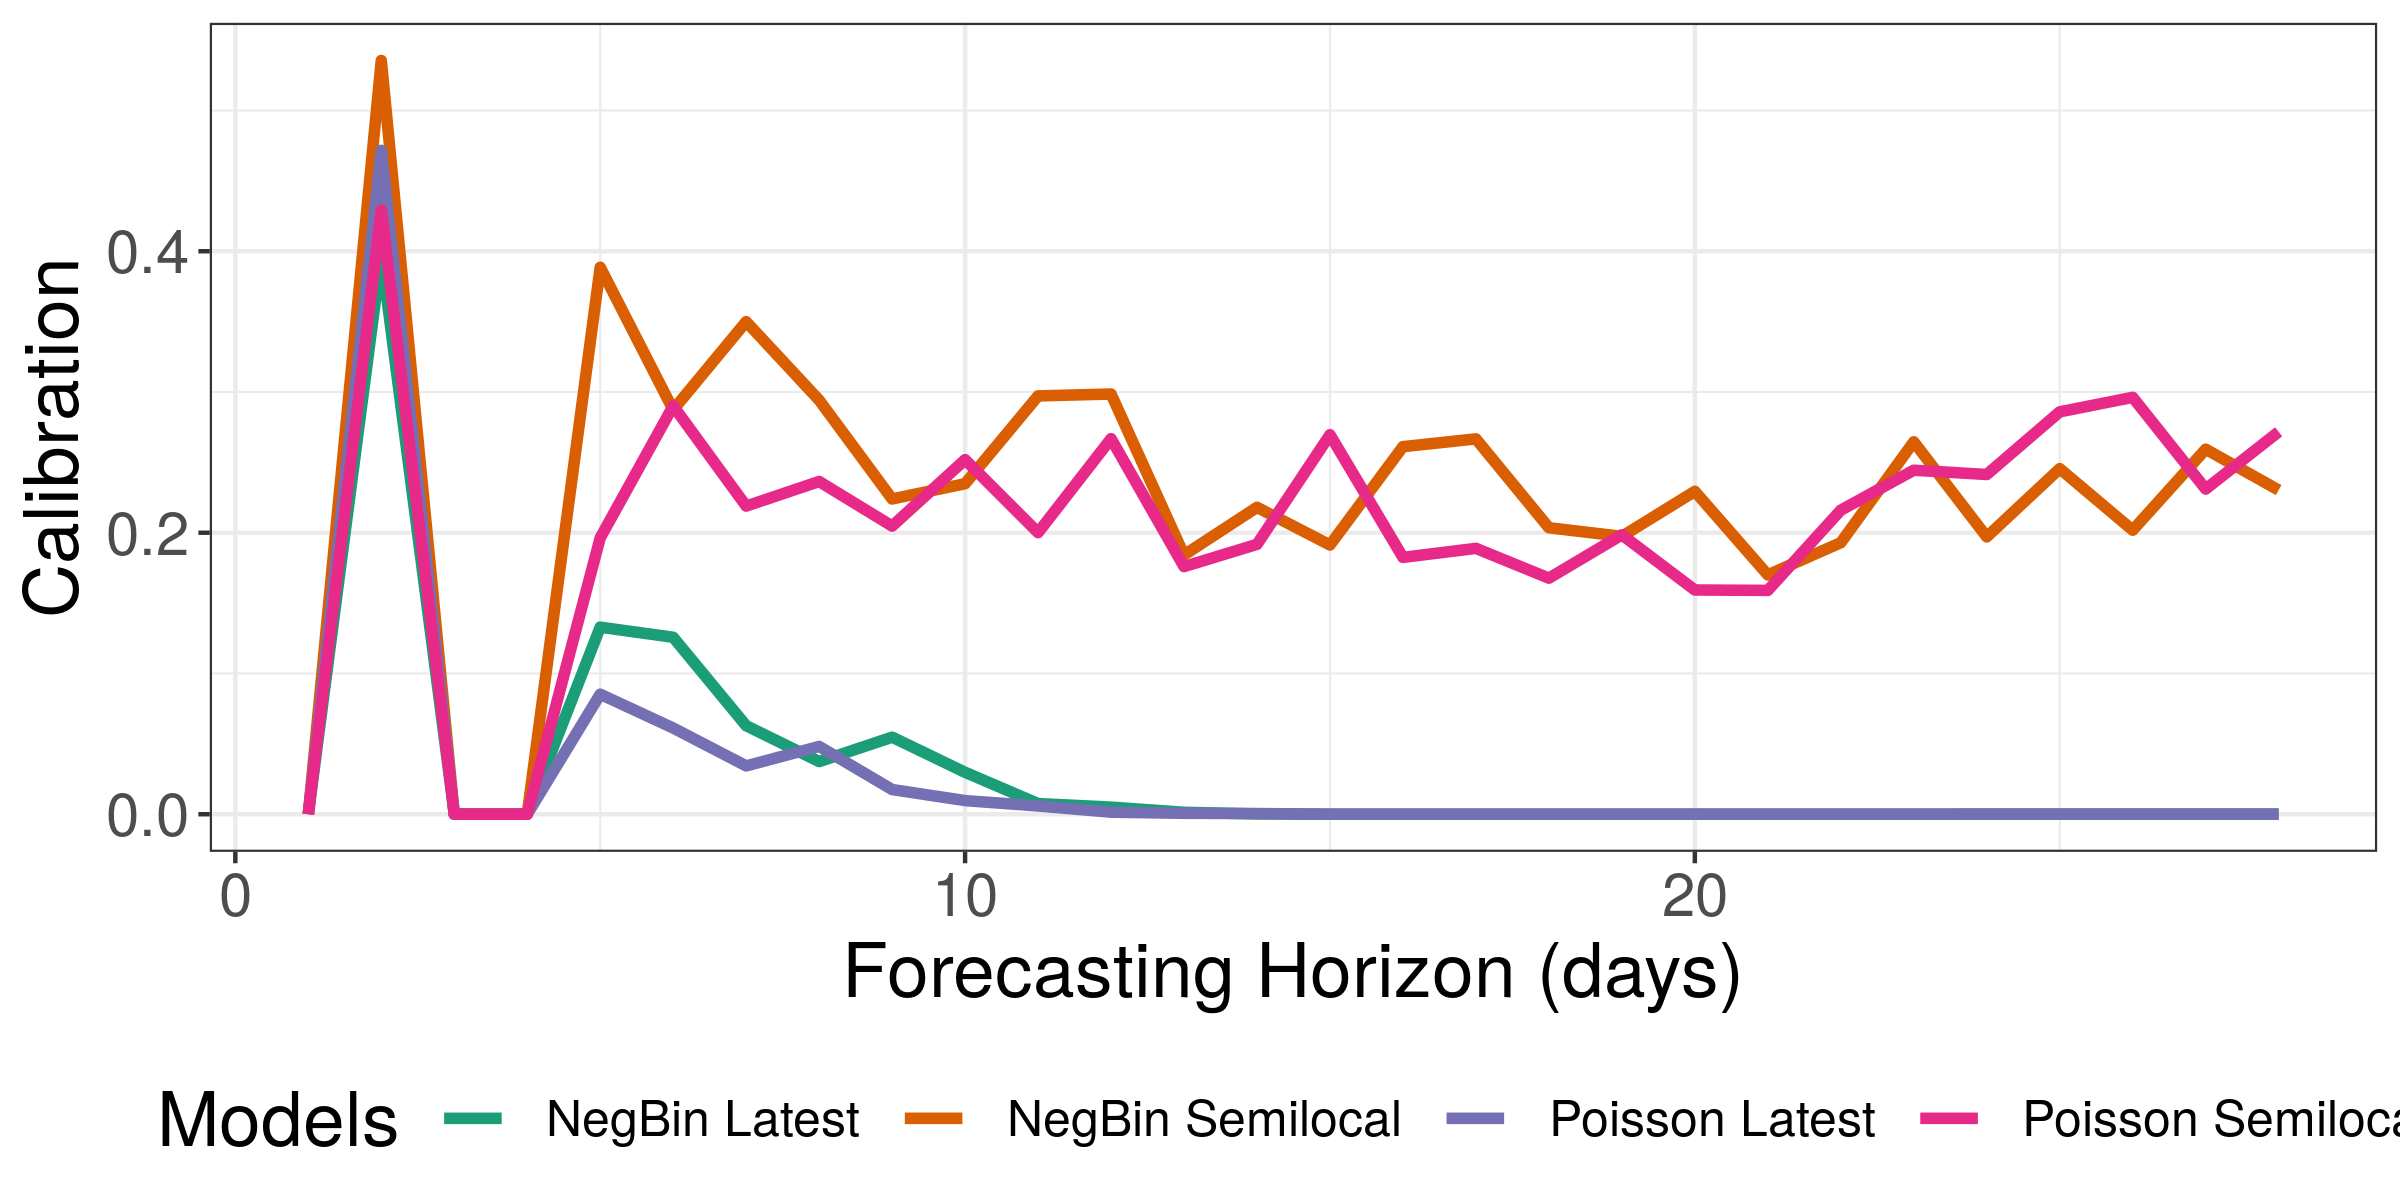 Calibration
0.4
0.2
0.0
0 10 20
Forecasting Horizon (days)
Models NegBin Latest NegBin Semilocal Poisson Latest Poisson Semiloca